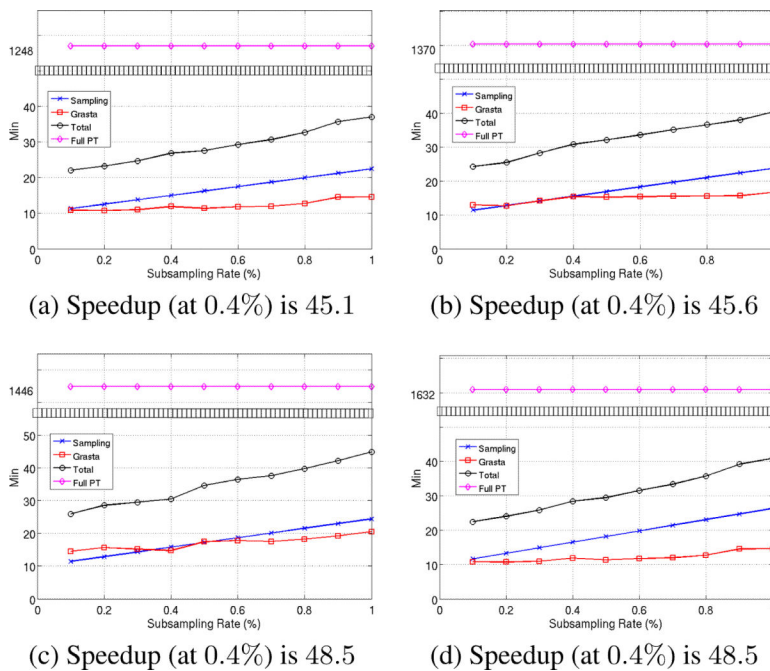 1248
40
30
20
10
0
Min
Sampling
Grasta
Total
Full PT
0 0.2 0.4 0.6 0.8 1
Subsampling Rate (%)
(a) Speedup (at 0.4%) is 45.1
1370
40
30
20
10
0
Min
Sampling
Grasta
Total
Full PT
0 0.2 0.4 0.6 0.8
Subsampling Rate (%)
(b) Speedup (at 0.4%) is 45.6
1446
50
40
30
20
10
0
Min
Sampling
Grasta
Total
Full PT
0 0.2 0.4 0.6 0.8 1
Subsampling Rate (%)
(c) Speedup (at 0.4%) is 48.5
1632
40
30
20
10
0
Min
Sampling
Grasta
Total
Full PT
0 0.2 0.4 0.6 0.8
Subsampling Rate (%)
(d) Speedup (at 0.4%) is 48.5